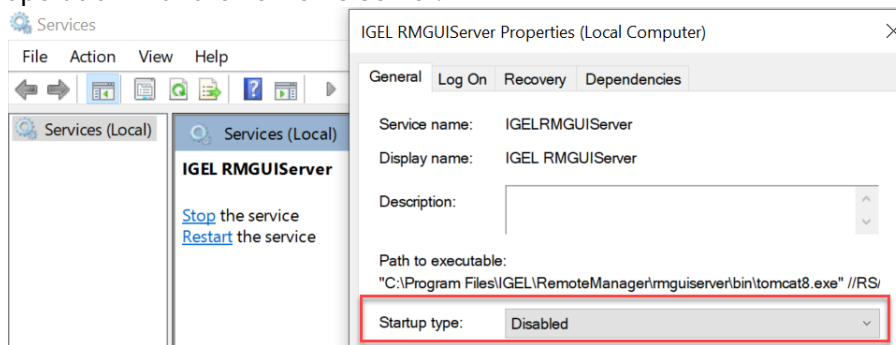 Services
File Action View Help
Services (Local)
Services (Local)
IGEL RMGUIServer
Stop the service
Restart the service
IGEL RMGUIServer Properties (Local Computer)
General Log On Recovery Dependencies
Service name: IGELRMGUIServer
Display name: IGEL RMGUIServer
Description:
Path to executable:
"C:\Program Files\IGEL\RemoteManager\rmguiserver\bin\tomcat8.exe" //RS/
Startup type: Disabled